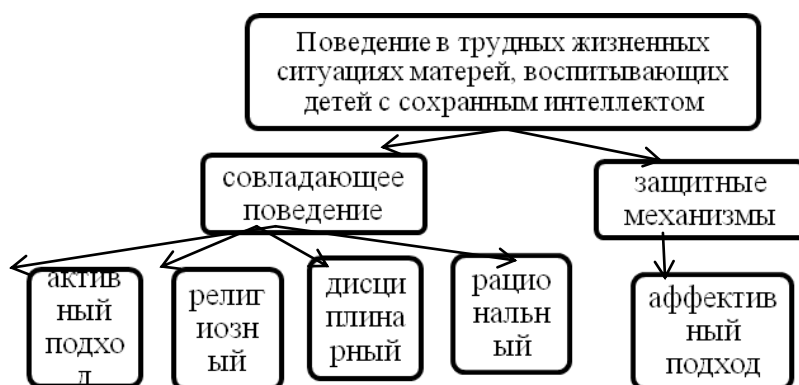 Поведение в трудных жизненных
ситуациях матерей, воспитывающих
детей с сохранным интеллектом
совладающее
поведение
защитные
механизмы
актив
ный
подхо
д
религ
иозн
ый
дисци
плина
рный
рацио
нальн
ый
аффектив
ный
подход